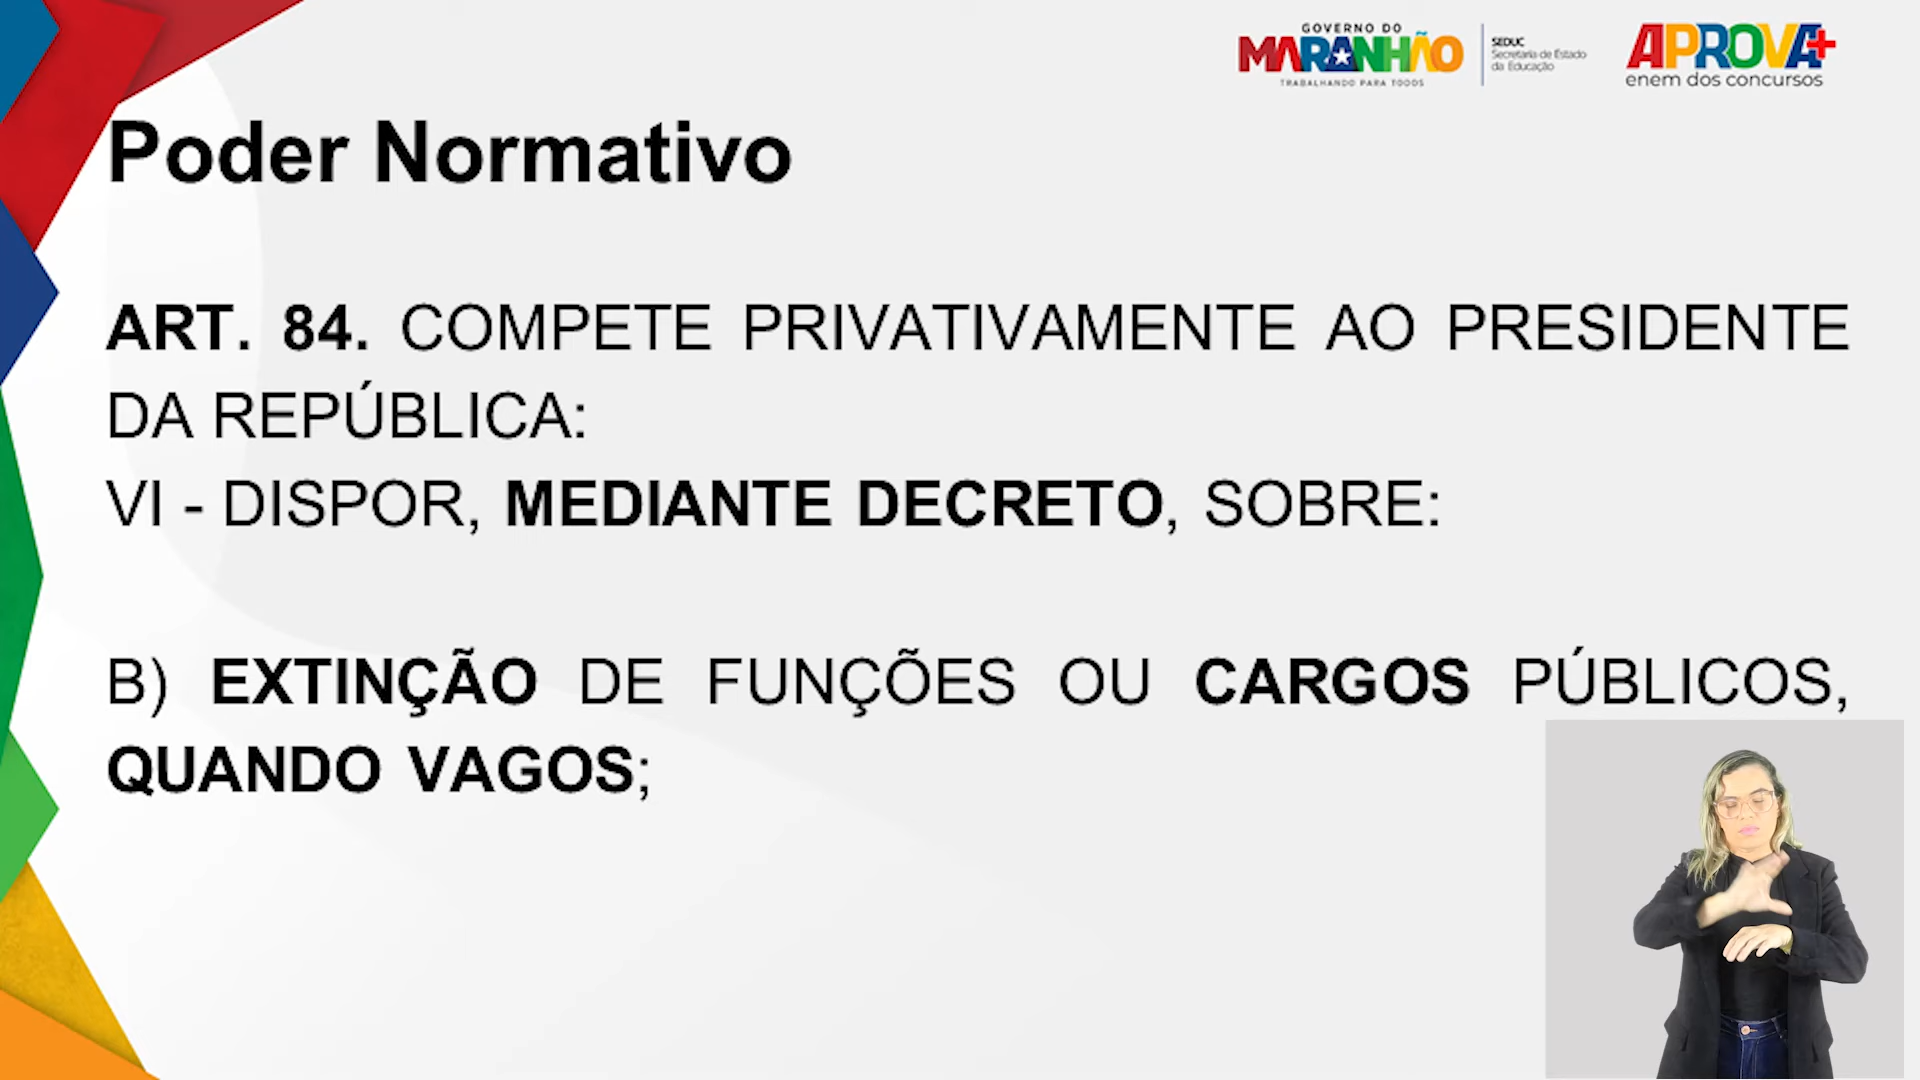 GOVERNO DO
MARANHÃO
TRABALHANDO PARA TODOS
SEDUC
Secretaria de Estado
da Educação
APROVA+
enem dos concursos
Poder Normativo
ART. 84. COMPETE PRIVATIVAMENTE AO PRESIDENTE
DA REPÚBLICA:
VI - DISPOR, MEDIANTE DECRETO, SOBRE:
B) EXTINÇÃO DE FUNÇÕES OU CARGOS PÚBLICOS,
QUANDO VAGOS;